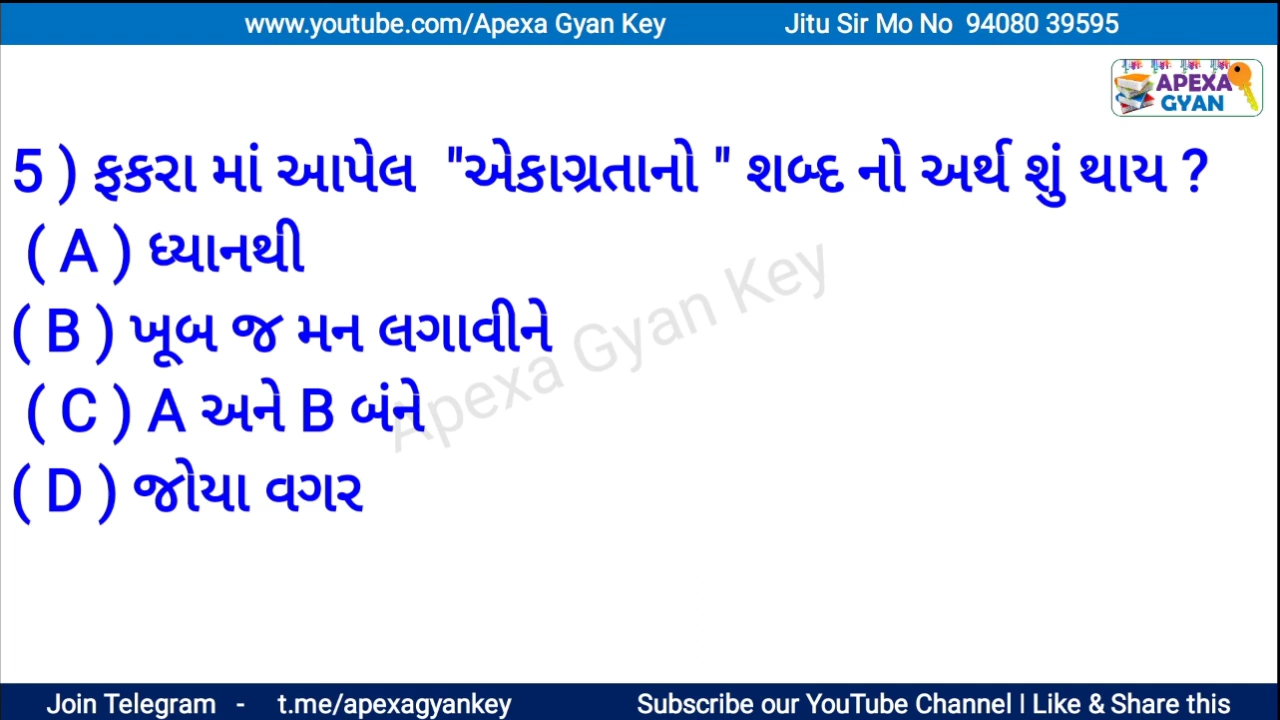 www.youtube.com/Apexa Gyan Key Jitu Sir Mo No 94080 39595
APEXA
GYAN
5 ) ફકરા માં આપેલ "એકાગ્રતાનો " શબ્દ નો અર્થ શું થાય ?
( A ) ધ્યાનથી
( B ) ખૂબ જ મન લગાવીને
( C ) A અને B બંને
( D ) જોયા વગર
Apexa Gyan Key
Join Telegram - t.me/apexagyankey Subscribe our YouTube Channel | Like & Share this